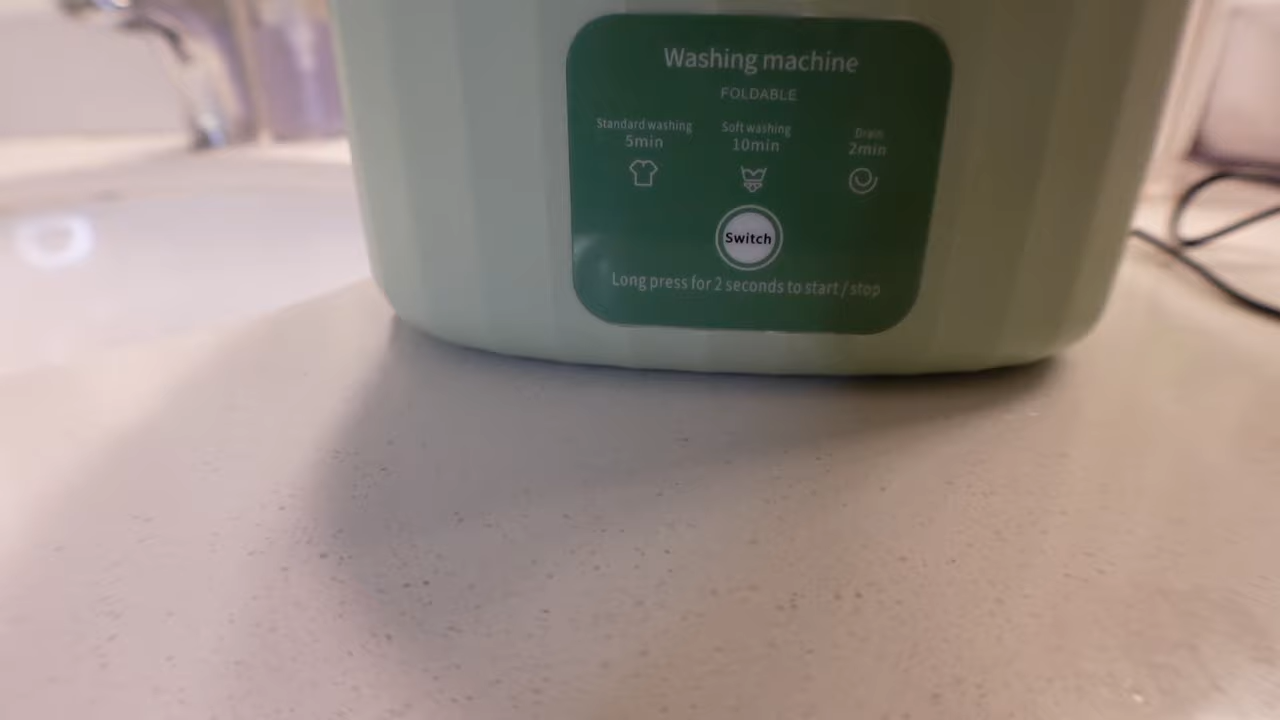 Washing machine
FOLDABLE
Standard washing Soft washing Drain
5min 10min 2min
Switch
Long press for 2 seconds to start / stop